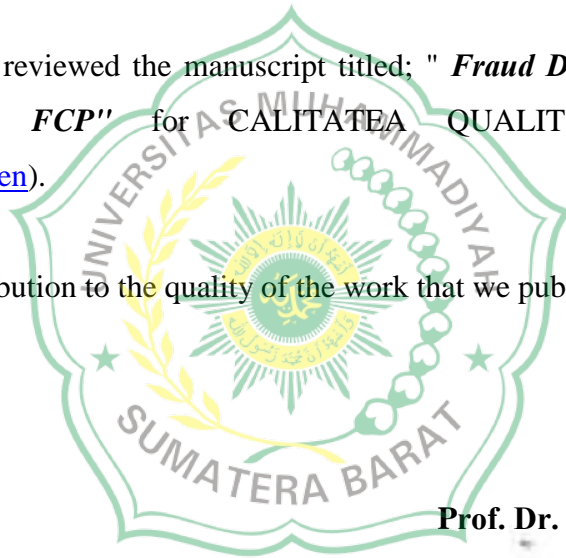 reviewed the manuscript titled; " Fraud D
FCP" for CALITATEA QUALIT
en).
bution to the quality of the work that we pub
UNIVERSITAS MUHAMMADIYAH
SUMATERA BARAT
Prof. Dr.